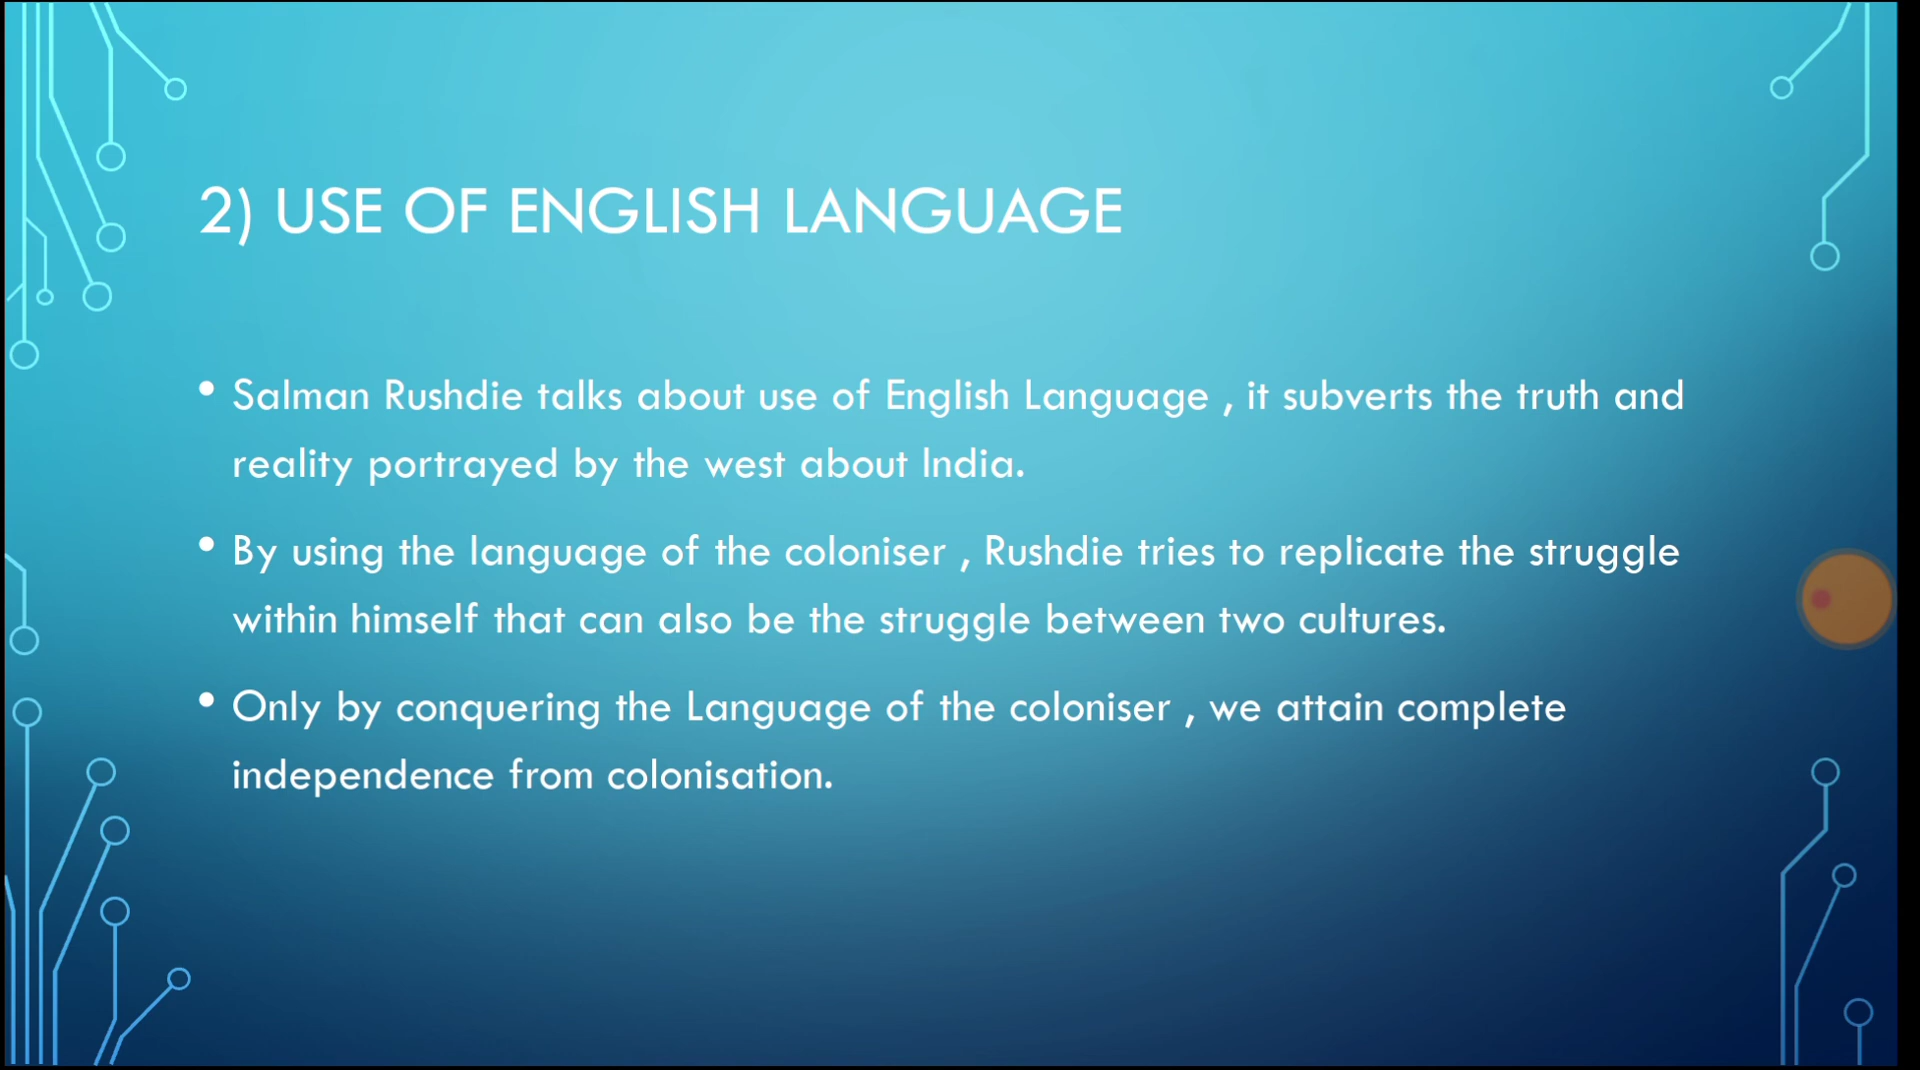 2) USE OF ENGLISH LANGUAGE
• Salman Rushdie talks about use of English Language , it subverts the truth and
reality portrayed by the west about India.
• By using the language of the coloniser , Rushdie tries to replicate the struggle
within himself that can also be the struggle between two cultures.
• Only by conquering the Language of the coloniser , we attain complete
independence from colonisation.